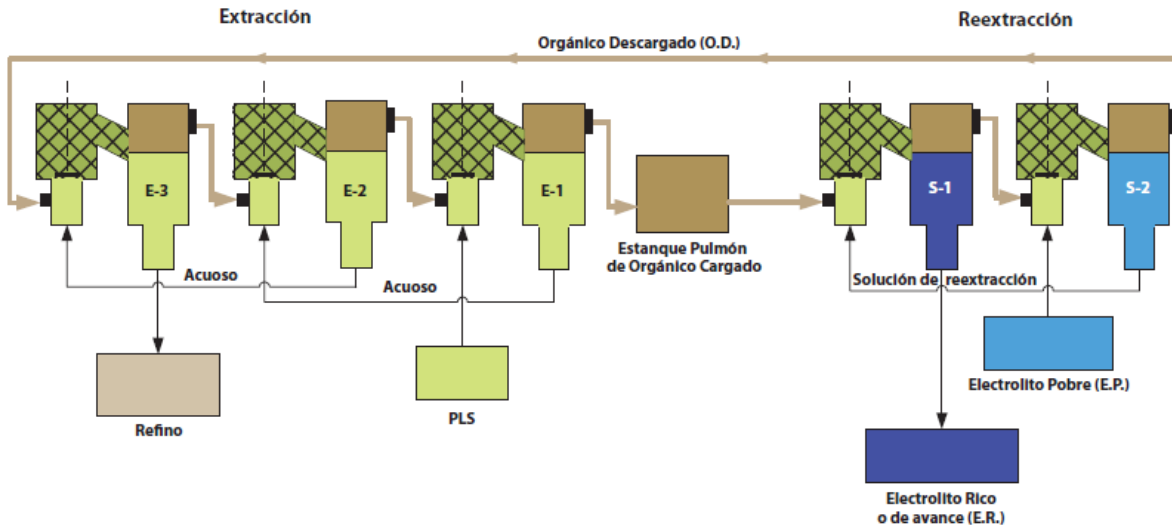 Extracción
Reextracción
Orgánico Descargado (O.D.)
E-3
E-2
E-1
S-1
S-2
Estanque Pulmón
de Orgánico Cargado
Acuoso
Acuoso
Solución de reextracción
Refino
PLS
Electrolito Pobre (E.P.)
Electrolito Rico
o de avance (E.R.)